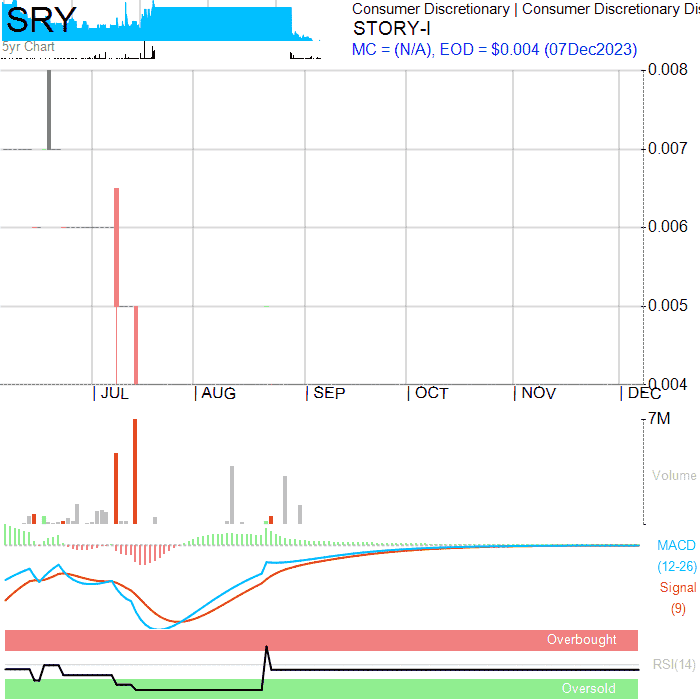 SRY
Consumer Discretionary | Consumer Discretionary Dis
STORY-I
5yr Chart
MC = (N/A), EOD = $0.004 (07Dec2023)
0.008
0.007
0.006
0.005
0.004
JUL
AUG
SEP
OCT
NOV
DEC
7M
Volume
MACD
(12-26)
Signal
(9)
Overbought
RSI(14)
Oversold